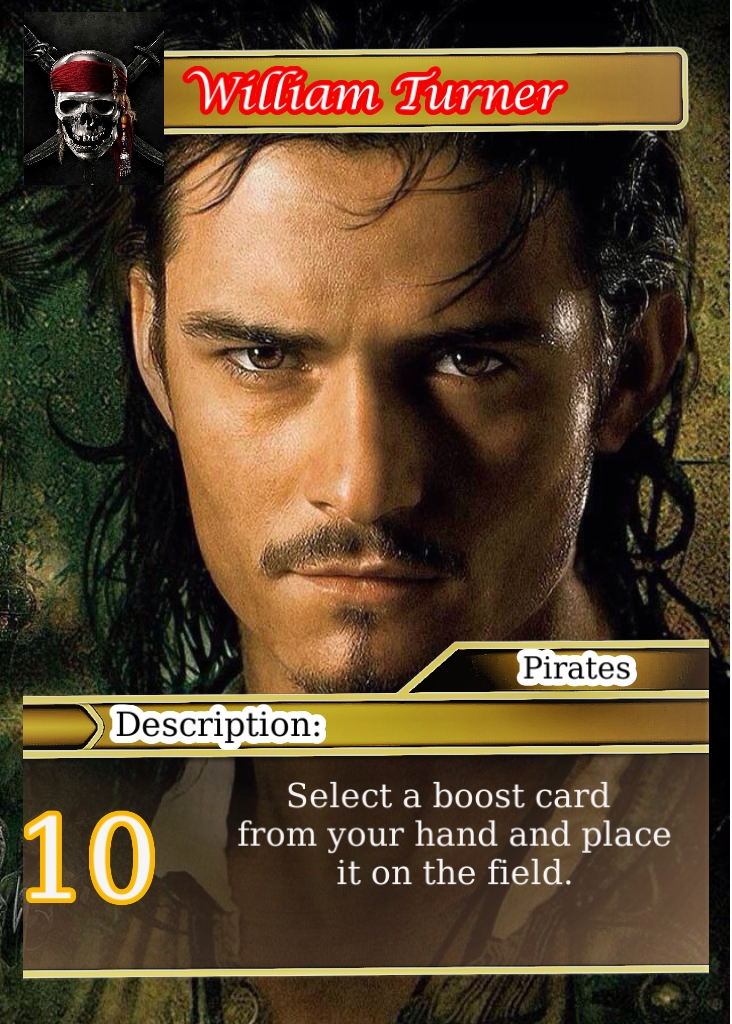 William Turner
Pirates
Description:
10
Select a boost card
from your hand and place
it on the field.